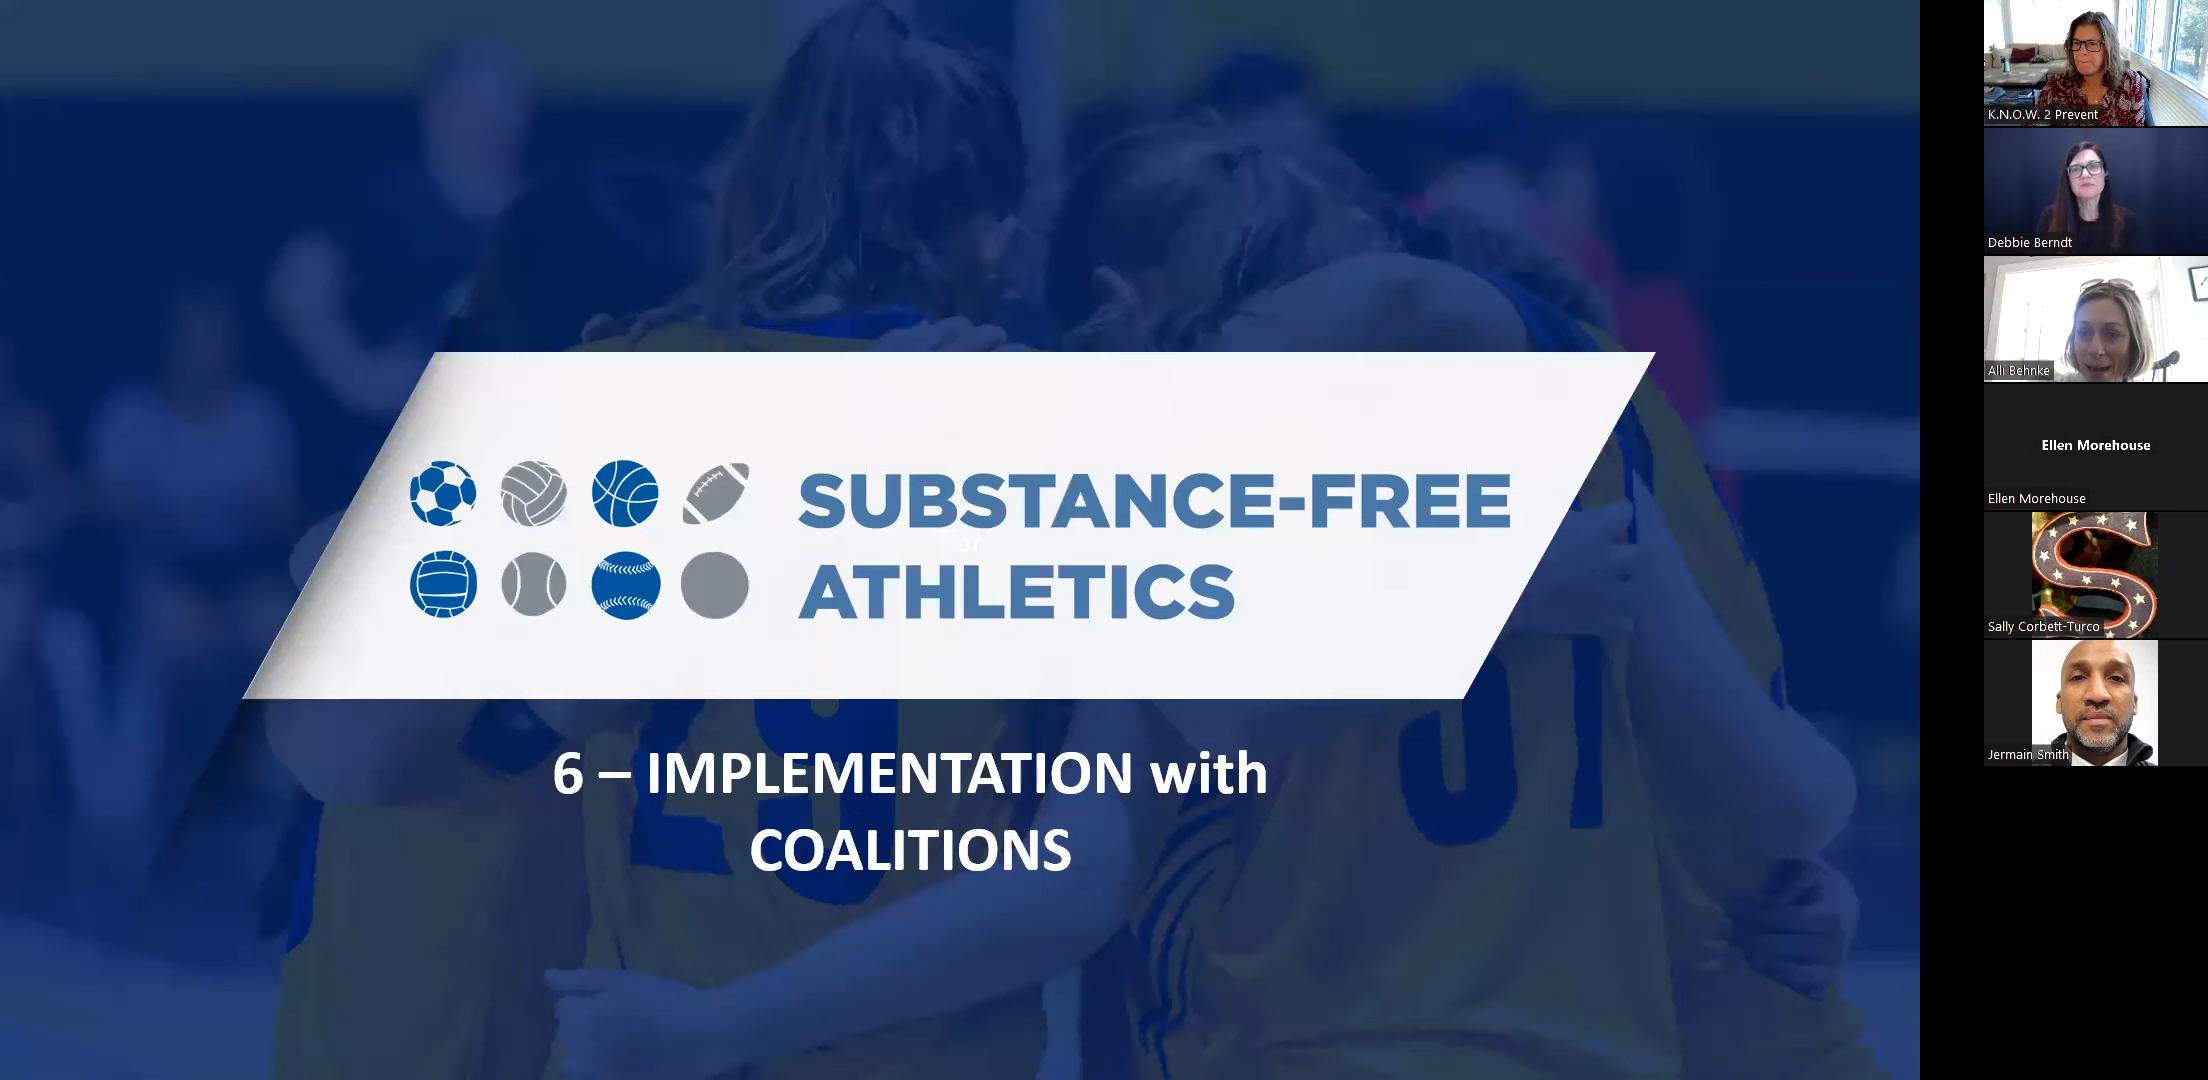 SUBSTANCE-FREE
ATHLETICS
6 – IMPLEMENTATION with
COALITIONS
K.N.O.W. 2 Prevent
Debbie Berndt
Alli Behnke
Ellen Morehouse
Ellen Morehouse
S
Sally Corbett-Turco
Jermain Smith